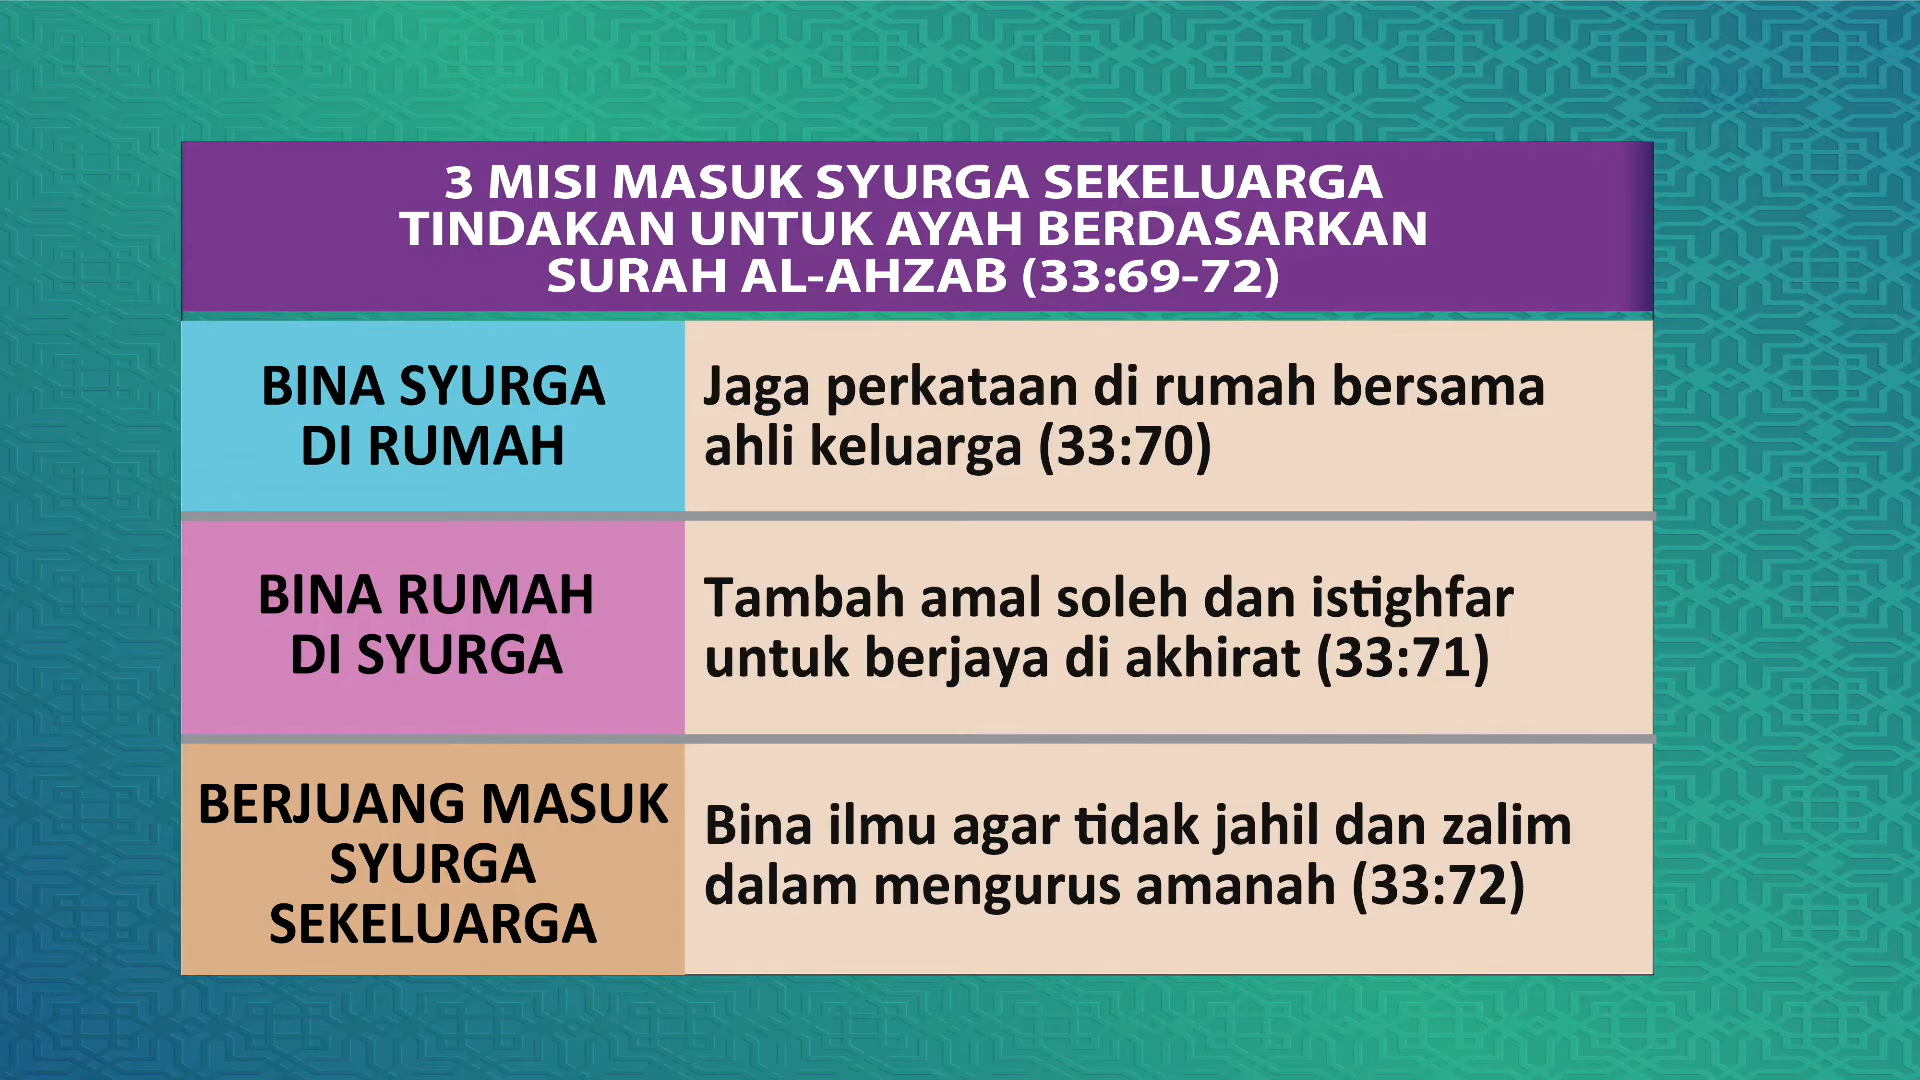 3 MISI MASUK SYURGA SEKELUARGA
TINDAKAN UNTUK AYAH BERDASARKAN
SURAH AL-AHZAB (33:69-72)
BINA SYURGA
DI RUMAH
Jaga perkataan di rumah bersama
ahli keluarga (33:70)
BINA RUMAH
DI SYURGA
Tambah amal soleh dan istighfar
untuk berjaya di akhirat (33:71)
BERJUANG MASUK
SYURGA
SEKELUARGA
Bina ilmu agar tidak jahil dan zalim
dalam mengurus amanah (33:72)